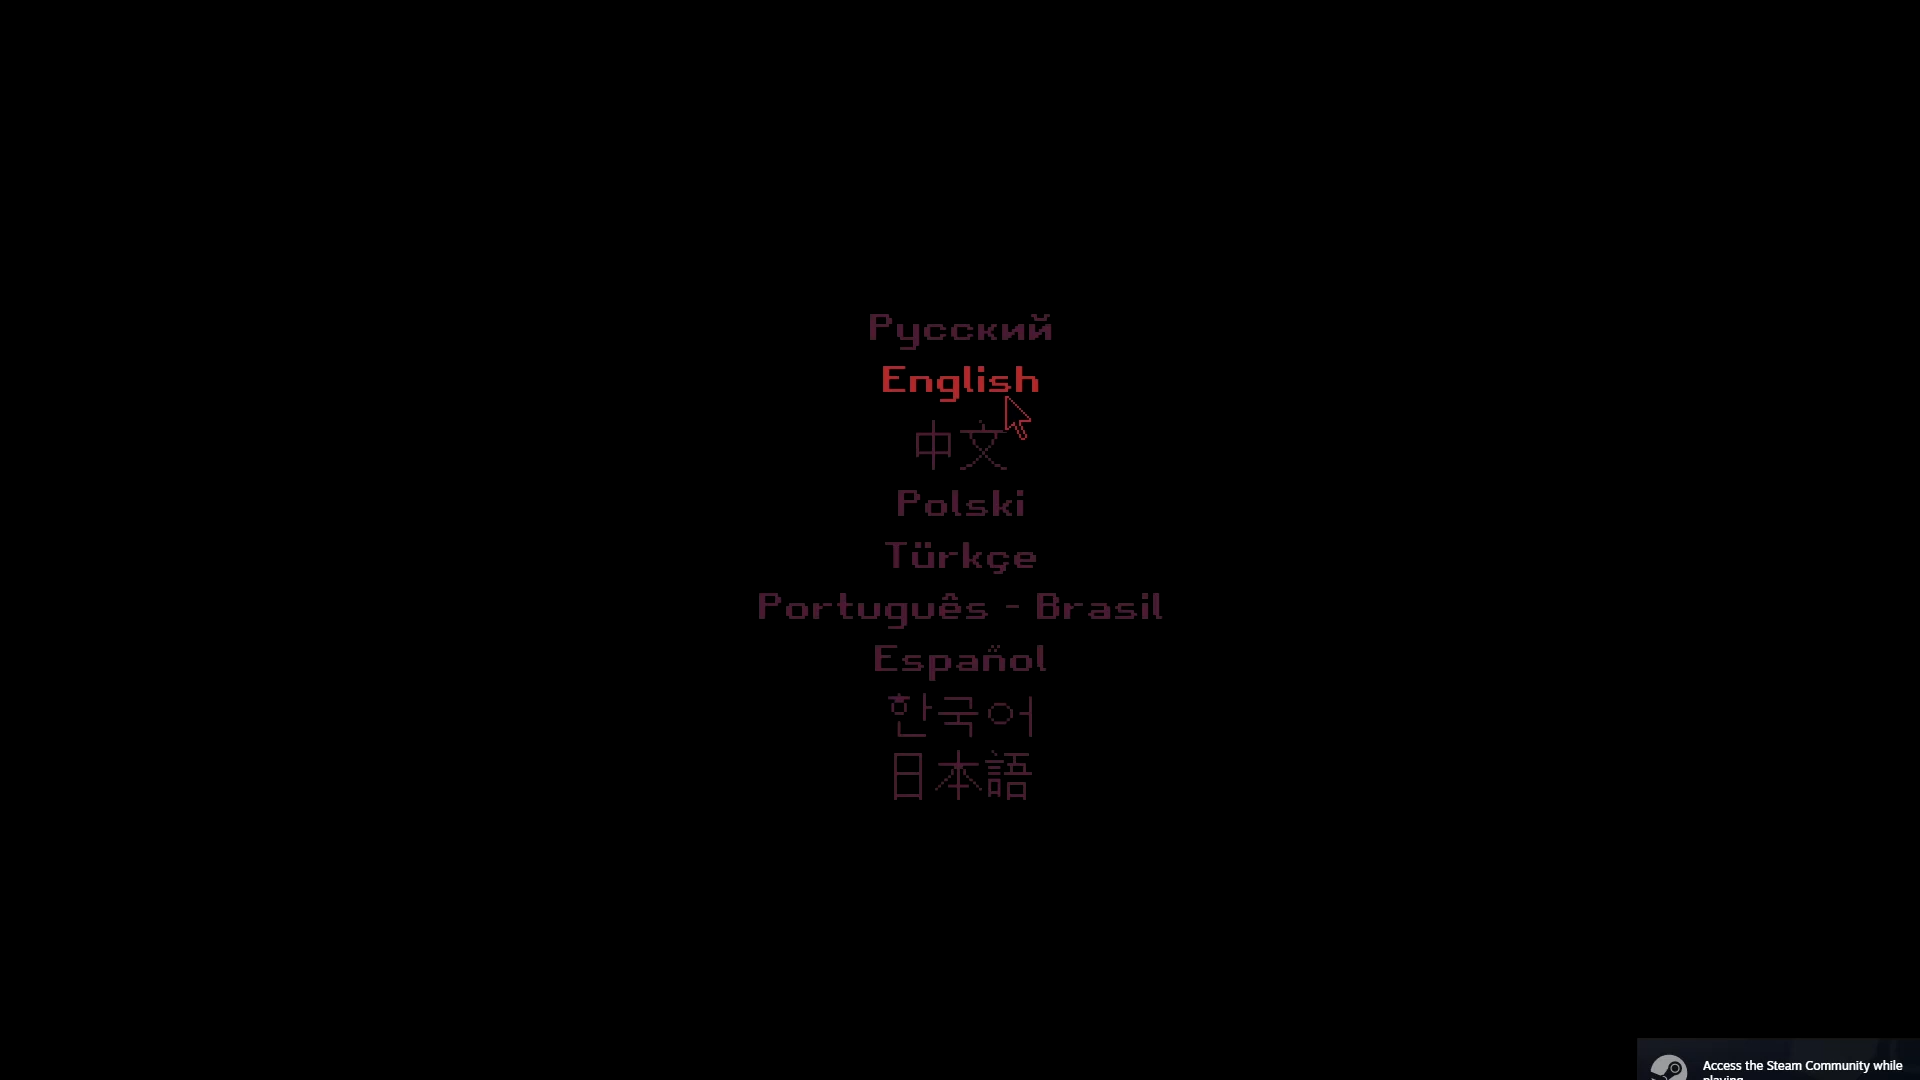 Русский
English
中文
Polski
Türkçe
Português - Brasil
Español
한국어
日本語
Access the Steam Community while
playing